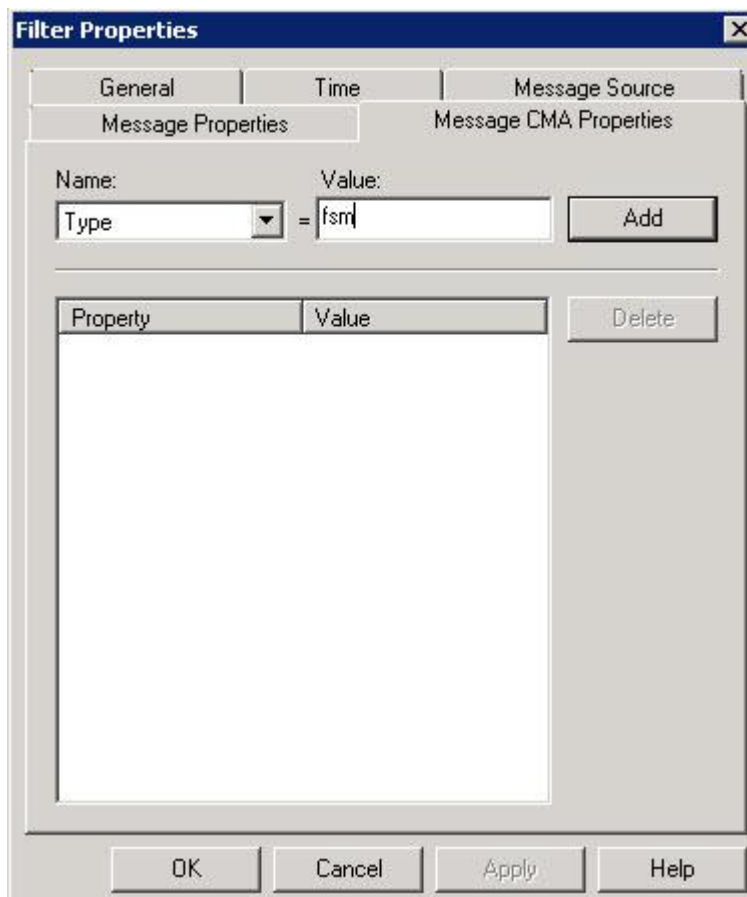 Filter Properties
General Time Message Source
Message Properties Message CMA Properties
Name: Value:
Type = fsm Add
Property Value Delete
OK Cancel Apply Help